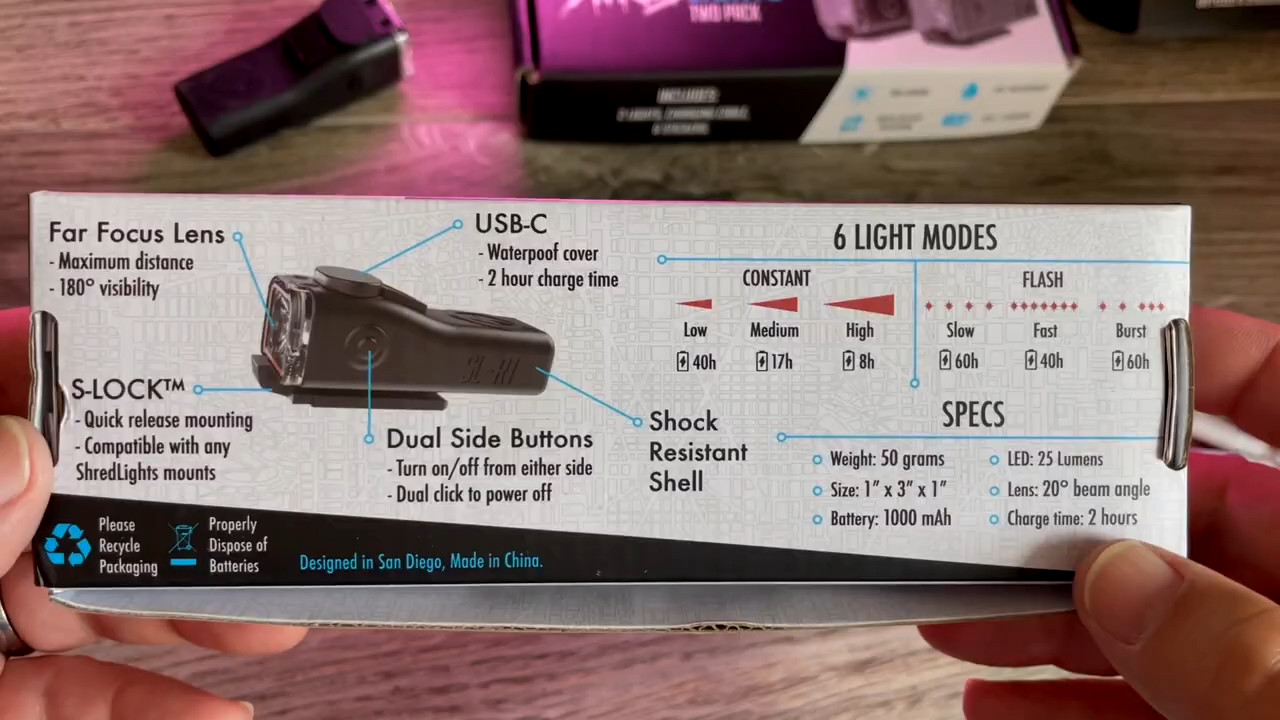 TWO PACK
INCLUDES
Far Focus Lens
- Maximum distance
- 180° visibility
USB-C
- Waterpoof cover
- 2 hour charge time
S-LOCK™
- Quick release mounting
- Compatible with any
ShredLights mounts
SL-R1
Dual Side Buttons
- Turn on/off from either side
- Dual click to power off
Shock
Resistant
Shell
6 LIGHT MODES
CONSTANT
Low
Medium
High
40h
17h
8h
FLASH
Slow
Fast
Burst
60h
40h
60h
SPECS
Weight: 50 grams
Size: 1” x 3” x 1”
Battery: 1000 mAh
LED: 25 Lumens
Lens: 20° beam angle
Charge time: 2 hours
Please
Recycle
Packaging
Properly
Dispose of
Batteries
Designed in San Diego, Made in China.